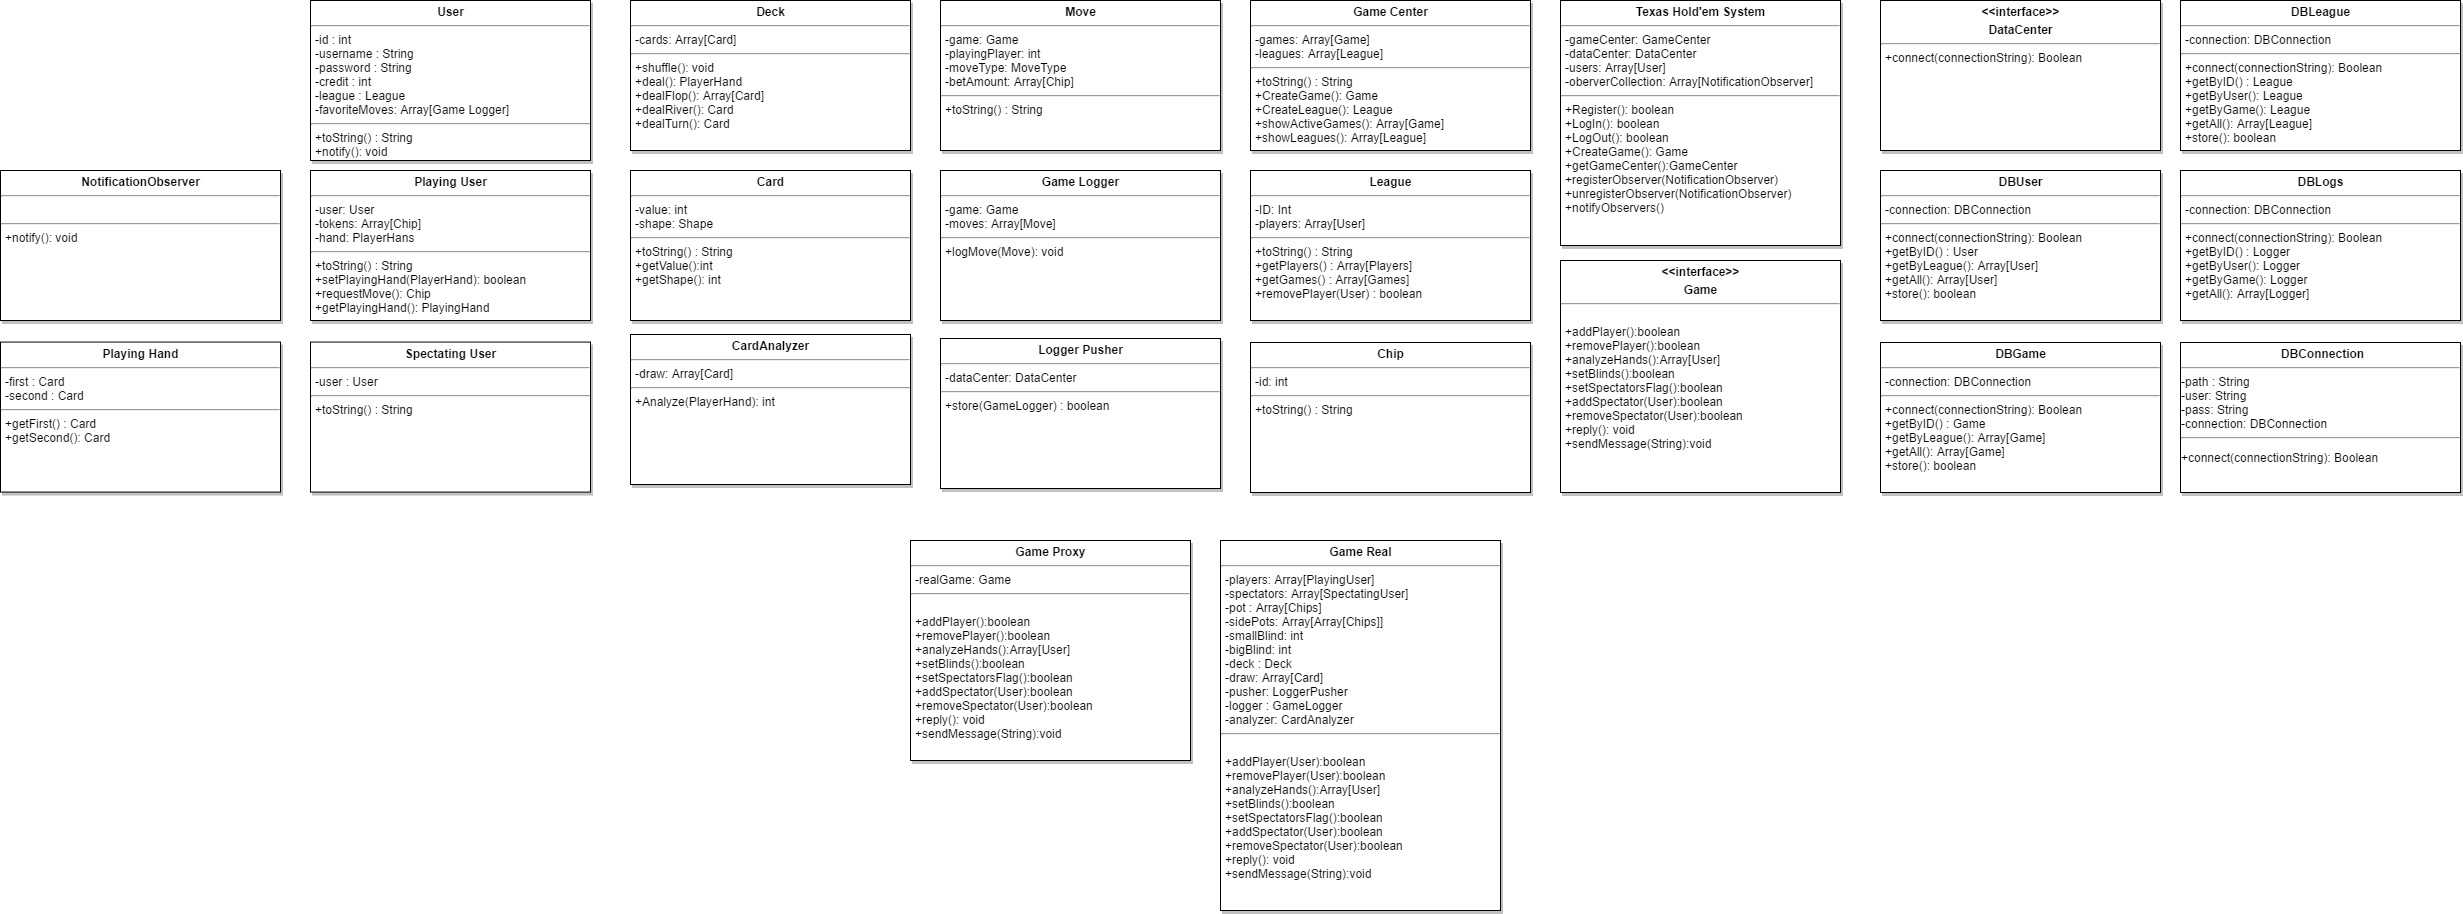 User
-id : int
-username : String
-password : String
-credit : int
-league : League
-favoriteMoves: Array[Game Logger]
+toString() : String
+notify(): void
Deck
-cards: Array[Card]
+shuffle(): void
+deal(): PlayerHand
+dealFlop(): Array[Card]
+dealRiver(): Card
+dealTurn(): Card
Move
-game: Game
-playingPlayer: int
-moveType: MoveType
-betAmount: Array[Chip]
+toString() : String
Game Center
-games: Array[Game]
-leagues: Array[League]
+toString() : String
+CreateGame(): Game
+CreateLeague(): League
+showActiveGames(): Array[Game]
+showLeagues(): Array[League]
Texas Hold'em System
-gameCenter: GameCenter
-dataCenter: DataCenter
-users: Array[User]
-oberverCollection: Array[NotificationObserver]
+Register(): boolean
+LogIn(): boolean
+LogOut(): boolean
+CreateGame(): Game
+getGameCenter():GameCenter
+registerObserver(NotificationObserver)
+unregisterObserver(NotificationObserver)
+notifyObservers()
<<interface>>
DataCenter
+connect(connectionString): Boolean
DBLeague
-connection: DBConnection
+connect(connectionString): Boolean
+getByID() : League
+getByUser(): League
+getByGame(): League
+getAll(): Array[League]
+store(): boolean
NotificationObserver
+notify(): void
Playing User
-user: User
-tokens: Array[Chip]
-hand: PlayerHans
+toString() : String
+setPlayingHand(PlayerHand): boolean
+requestMove(): Chip
+getPlayingHand(): PlayingHand
Card
-value: int
-shape: Shape
+toString() : String
+getValue():int
+getShape(): int
Game Logger
-game: Game
-moves: Array[Move]
+logMove(Move): void
League
-ID: Int
-players: Array[User]
+toString() : String
+getPlayers() : Array[Players]
+getGames() : Array[Games]
+removePlayer(User) : boolean
<<interface>>
Game
+addPlayer():boolean
+removePlayer():boolean
+analyzeHands():Array[User]
+setBlinds():boolean
+setSpectatorsFlag():boolean
+addSpectator(User):boolean
+removeSpectator(User):boolean
+reply(): void
+sendMessage(String):void
DBUser
-connection: DBConnection
+connect(connectionString): Boolean
+getByID() : User
+getByLeague(): Array[User]
+getAll(): Array[User]
+store(): boolean
DBLogs
-connection: DBConnection
+connect(connectionString): Boolean
+getByID() : Logger
+getByUser(): Logger
+getByGame(): Logger
+getAll(): Array[Logger]
Playing Hand
-first : Card
-second : Card
+getFirst() : Card
+getSecond(): Card
Spectating User
-user : User
+toString() : String
CardAnalyzer
-draw: Array[Card]
+Analyze(PlayerHand): int
Logger Pusher
-dataCenter: DataCenter
+store(GameLogger) : boolean
Chip
-id: int
+toString() : String
DBGame
-connection: DBConnection
+connect(connectionString): Boolean
+getByID() : Game
+getByLeague(): Array[Game]
+getAll(): Array[Game]
+store(): boolean
DBConnection
-path : String
-user: String
-pass: String
-connection: DBConnection
+connect(connectionString): Boolean
Game Proxy
-realGame: Game
+addPlayer():boolean
+removePlayer():boolean
+analyzeHands():Array[User]
+setBlinds():boolean
+setSpectatorsFlag():boolean
+addSpectator(User):boolean
+removeSpectator(User):boolean
+reply(): void
+sendMessage(String):void
Game Real
-players: Array[PlayingUser]
-spectators: Array[SpectatingUser]
-pot : Array[Chips]
-sidePots: Array[Array[Chips]]
-smallBlind: int
-bigBlind: int
-deck : Deck
-draw: Array[Card]
-pusher: LoggerPusher
-logger : GameLogger
-analyzer: CardAnalyzer
+addPlayer(User):boolean
+removePlayer(User):boolean
+analyzeHands():Array[User]
+setBlinds():boolean
+setSpectatorsFlag():boolean
+addSpectator(User):boolean
+removeSpectator(User):boolean
+reply(): void
+sendMessage(String):void